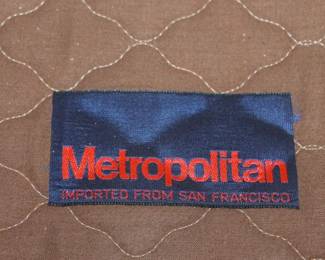 Metropolitan
IMPORTED FROM SAN FRANCISCO